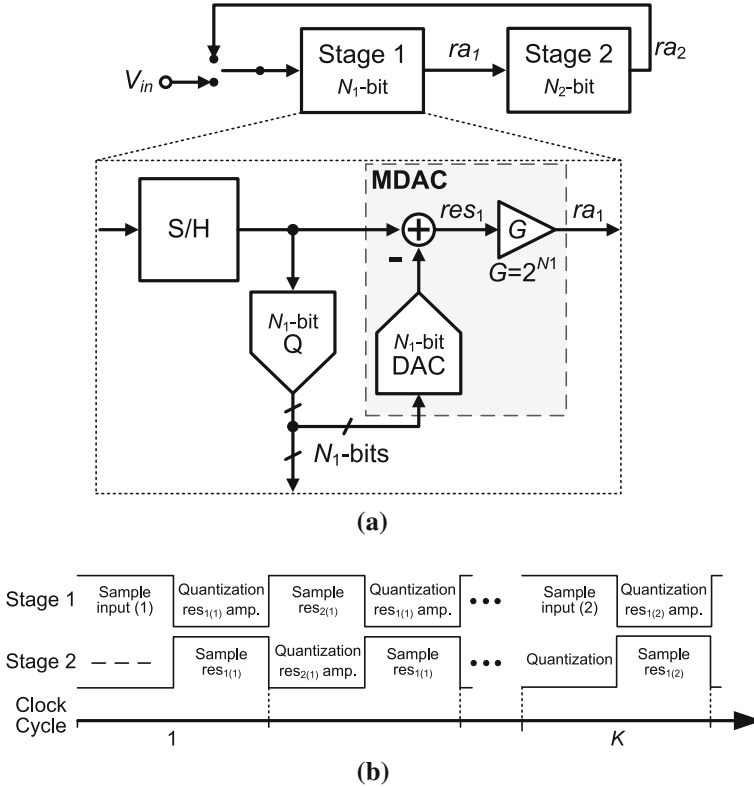 Stage 1
N₁-bit
ra₁
Stage 2
N₂-bit
ra₂
V_in
MDAC
S/H
+
res₁
G
ra₁
G=2^N1
-
N₁-bit
Q
N₁-bit
DAC
N₁-bits
(a)
Stage 1
Sample input (1)
Quantization res₁₍₁₎ amp.
Sample res₂₍₁₎
Quantization res₁₍₁₎ amp.
•••
Sample input (2)
Quantization res₁₍₂₎ amp.
Stage 2
Sample res₁₍₁₎
Quantization res₂₍₁₎ amp.
Sample res₁₍₁₎
•••
Quantization
Sample res₁₍₂₎
Clock Cycle
1
K
(b)